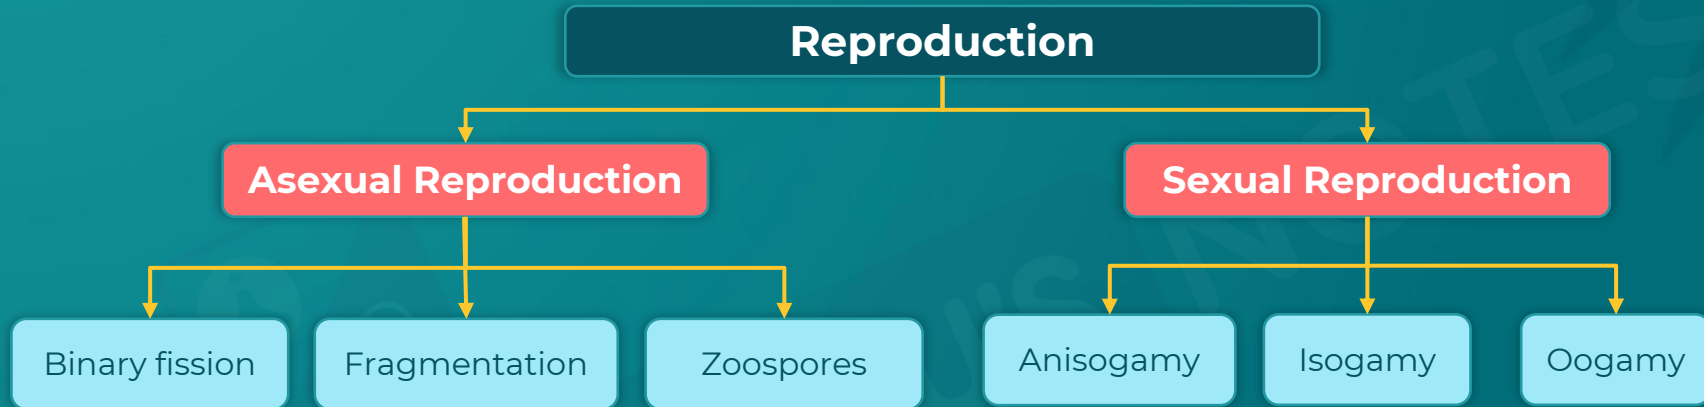 Reproduction
Asexual Reproduction
Sexual Reproduction
Binary fission
Fragmentation
Zoospores
Anisogamy
Isogamy
Oogamy